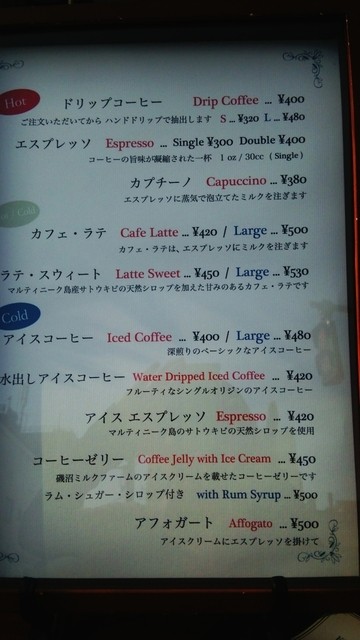 Hot
ドリップコーヒー Drip Coffee ... ¥400
ご注文いただいてから ハンドドリップで抽出します S ... ¥320 L ... ¥480
エスプレッソ Espresso ... Single ¥300 Double ¥400
コーヒーの旨味が凝縮された一杯 1 oz / 30cc ( Single )
カプチーノ Capuccino ... ¥380
エスプレッソに蒸気で泡立てたミルクを注ぎます
/ Cold
カフェ・ラテ Cafe Latte ... ¥420 / Large ... ¥500
カフェ・ラテは、エスプレッソにミルクを注ぎます
ラテ・スウィート Latte Sweet ... ¥450 / Large ... ¥530
マルティニーク島産サトウキビの天然シロップを加えた甘みのあるカフェ・ラテです
Cold
アイスコーヒー Iced Coffee ... ¥400 / Large ... ¥480
深煎りのベーシックなアイスコーヒー
水出しアイスコーヒー Water Dripped Iced Coffee ... ¥420
フルーティなシングルオリジンのアイスコーヒー
アイス エスプレッソ Espresso ... ¥420
マルティニーク島のサトウキビの天然シロップを使用
コーヒーゼリー Coffee Jelly with Ice Cream ... ¥450
磯沼ミルクファームのアイスクリームを載せたコーヒーゼリーです
ラム・シュガー・シロップ付き with Rum Syrup ... ¥500
アフォガート Affogato ... ¥500
アイスクリームにエスプレッソを掛けて